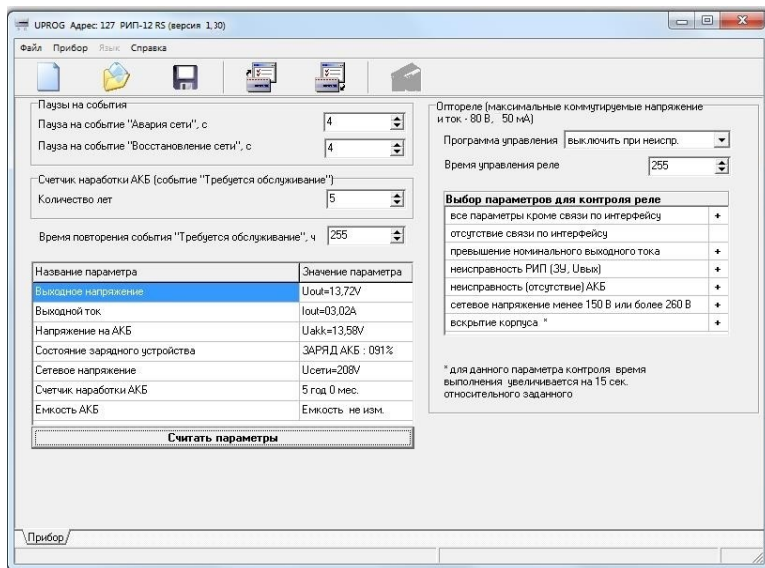 UPROG Адрес: 127 РИП-12 RS (версия 1,30)
Файл Прибор Язык Справка
Паузы на события
Пауза на событие "Авария сети", с 4
Пауза на событие "Восстановление сети", с 4
Счетчик наработки АКБ (событие "Требуется обслуживание")
Количество лет 5
Время повторения события "Требуется обслуживание", ч 255
Название параметра Значение параметра
Выходное напряжение Uout=13,72V
Выходной ток Iout=03,02A
Напряжение на АКБ Uakk=13,58V
Состояние зарядного устройства ЗАРЯД АКБ : 091%
Сетевое напряжение Uсети=208V
Счетчик наработки АКБ 5 год 0 мес.
Емкость АКБ Емкость не изм.
Считать параметры
Оптореле (максимальные коммутируемые напряжение
и ток - 80 В, 50 мА)
Программа управления выключить при неиспр.
Время управления реле 255
Выбор параметров для контроля реле
все параметры кроме связи по интерфейсу +
отсутствие связи по интерфейсу
превышение номинального выходного тока +
неисправность РИП (ЗУ, Uвых) +
неисправность (отсутствие) АКБ +
сетевое напряжение менее 150 В или более 260 В +
вскрытие корпуса * +
* для данного параметра контроля время
выполнения увеличивается на 15 сек.
относительного заданного
Прибор